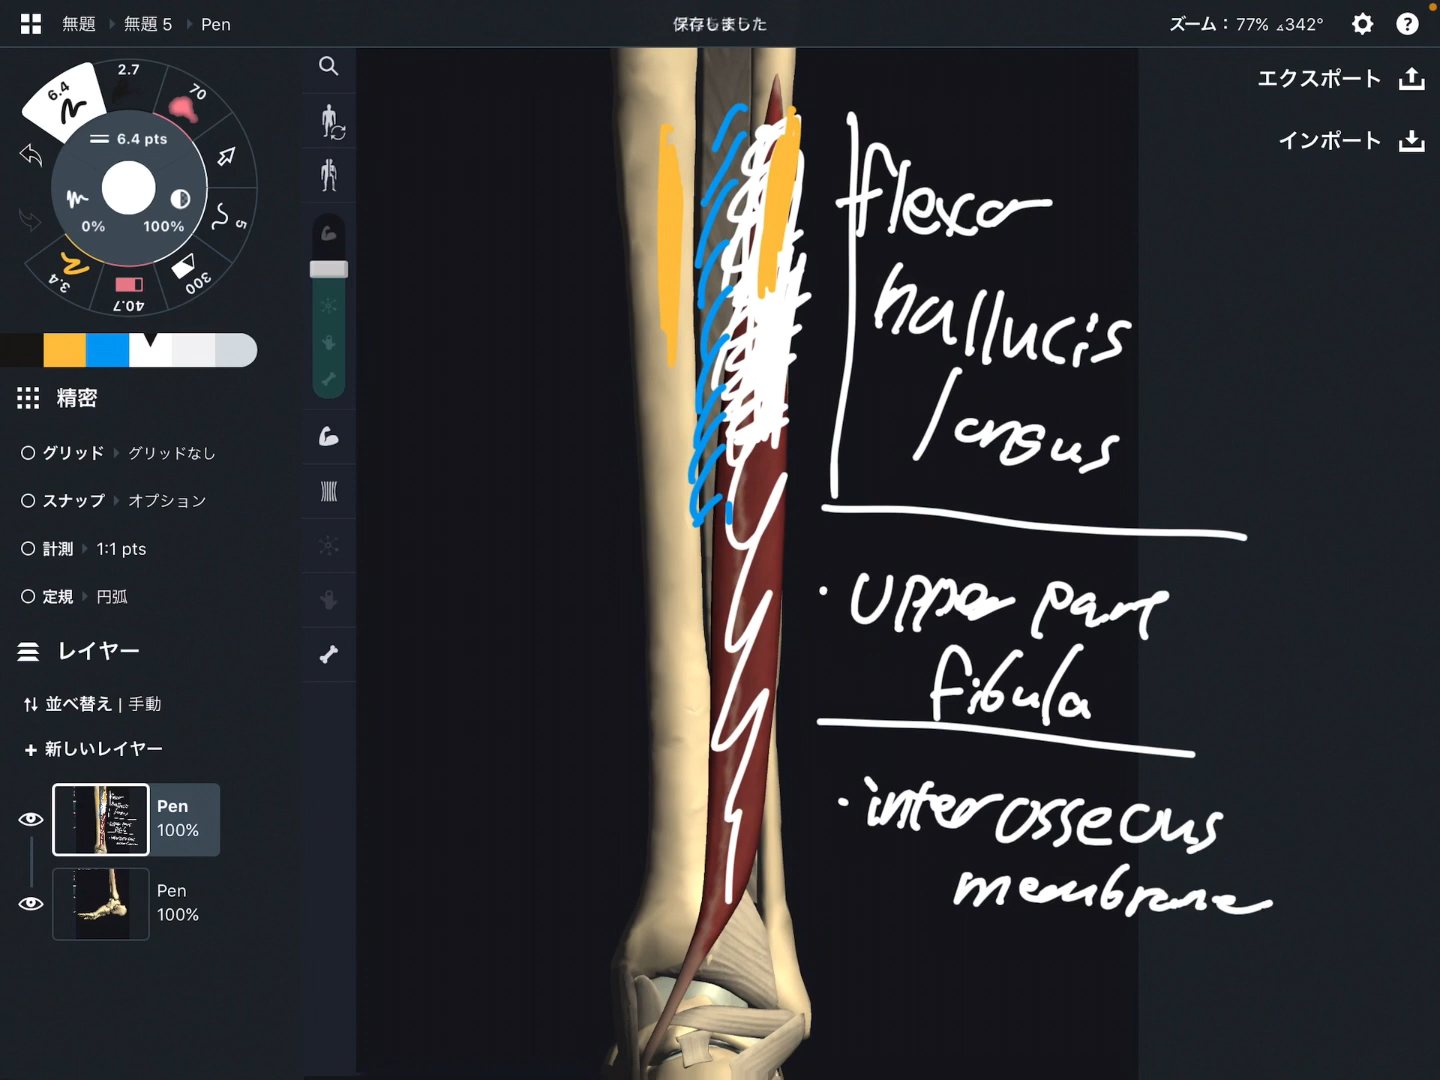 無題 無題 5 Pen
保存しました
ズーム： 77% ⦟342°
エクスポート
インポート
6.4
2.7
70
5
300
40.7
3.4
6.4 pts
0% 100%
精密
グリッド グリッドなし
スナップ オプション
計測 1:1 pts
定規 円弧
レイヤー
並べ替え | 手動
+ 新しいレイヤー
Pen
100%
Pen
100%
flexor
hallucis
longus
・upper part
fibula
・interosseous
membrane